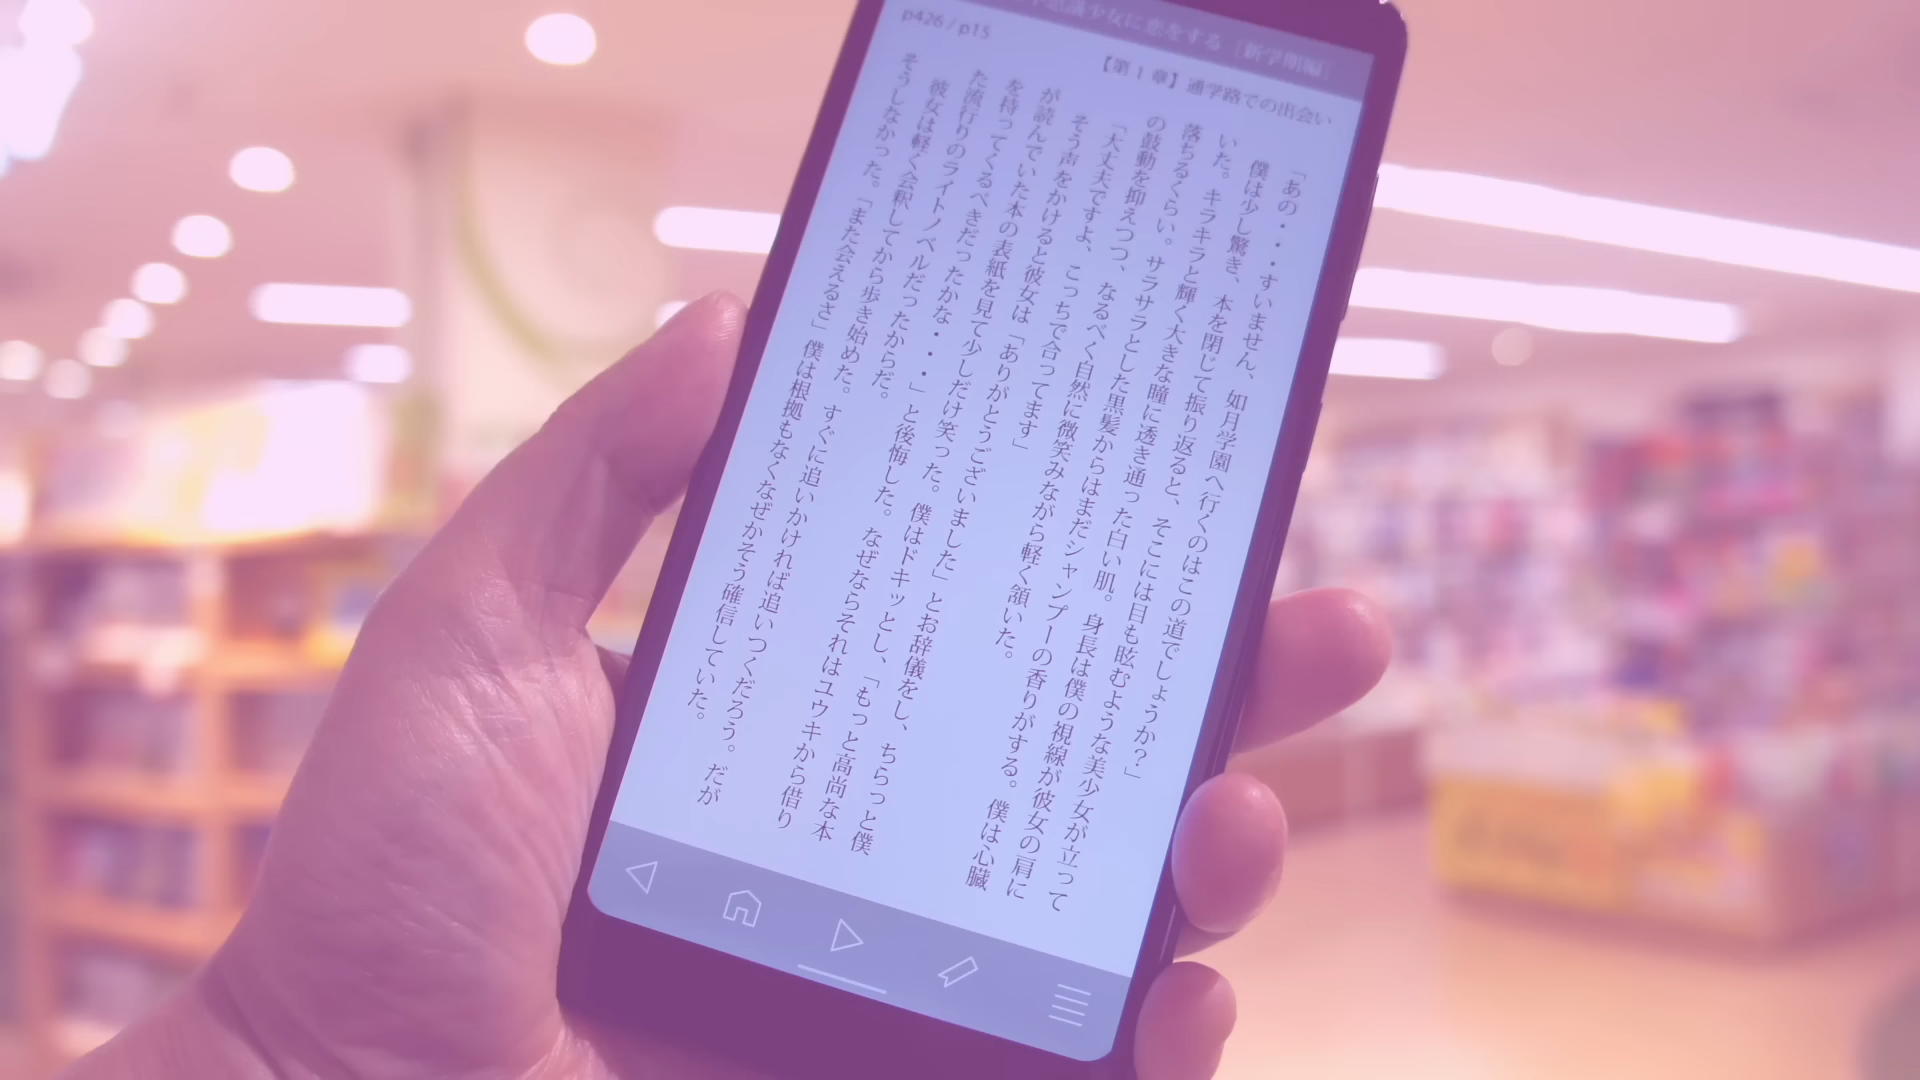 思議少女に恋をする［新学期編］
p426 / p15
【第１章】通学路での出会い
「あの・・・すいません、如月学園へ行くのはこの道でしょうか？」
僕は少し驚き、本を閉じて振り返ると、そこには目も眩むような美少女が立って
いた。キラキラと輝く大きな瞳に透き通った白い肌。身長は僕の視線が彼女の肩に
落ちるくらい。サラサラとした黒髪からはまだシャンプーの香りがする。僕は心臓
の鼓動を抑えつつ、なるべく自然に微笑みながら軽く頷いた。
「大丈夫ですよ、こっちで合ってます」
そう声をかけると彼女は「ありがとうございました」とお辞儀をし、ちらっと僕
が読んでいた本の表紙を見て少しだけ笑った。僕はドキッとし、「もっと高尚な本
を持ってくるべきだったかな・・・」と後悔した。なぜならそれはユウキから借り
た流行りのライトノベルだったからだ。
彼女は軽く会釈してから歩き始めた。すぐに追いかければ追いつくだろう。だが
そうしなかった。「また会えるさ」僕は根拠もなくなぜかそう確信していた。